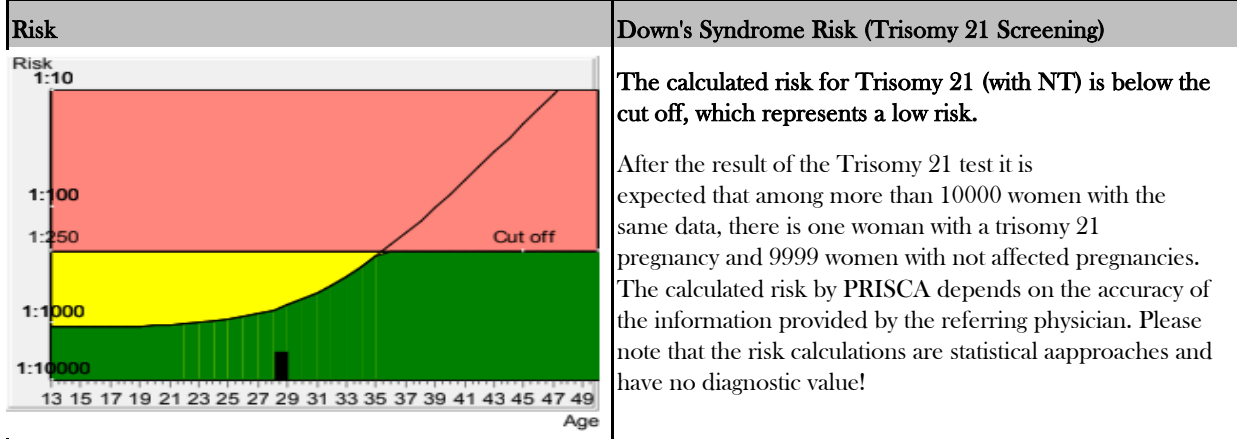 Risk
Down's Syndrome Risk (Trisomy 21 Screening)
Risk
1:10
1:100
1:250
Cut off
1:1000
1:10000
13 15 17 19 21 23 25 27 29 31 33 35 37 39 41 43 45 47 49
Age
The calculated risk for Trisomy 21 (with NT) is below the
cut off, which represents a low risk.
After the result of the Trisomy 21 test it is
expected that among more than 10000 women with the
same data, there is one woman with a trisomy 21
pregnancy and 9999 women with not affected pregnancies.
The calculated risk by PRISCA depends on the accuracy of
the information provided by the referring physician. Please
note that the risk calculations are statistical aapproaches and
have no diagnostic value!